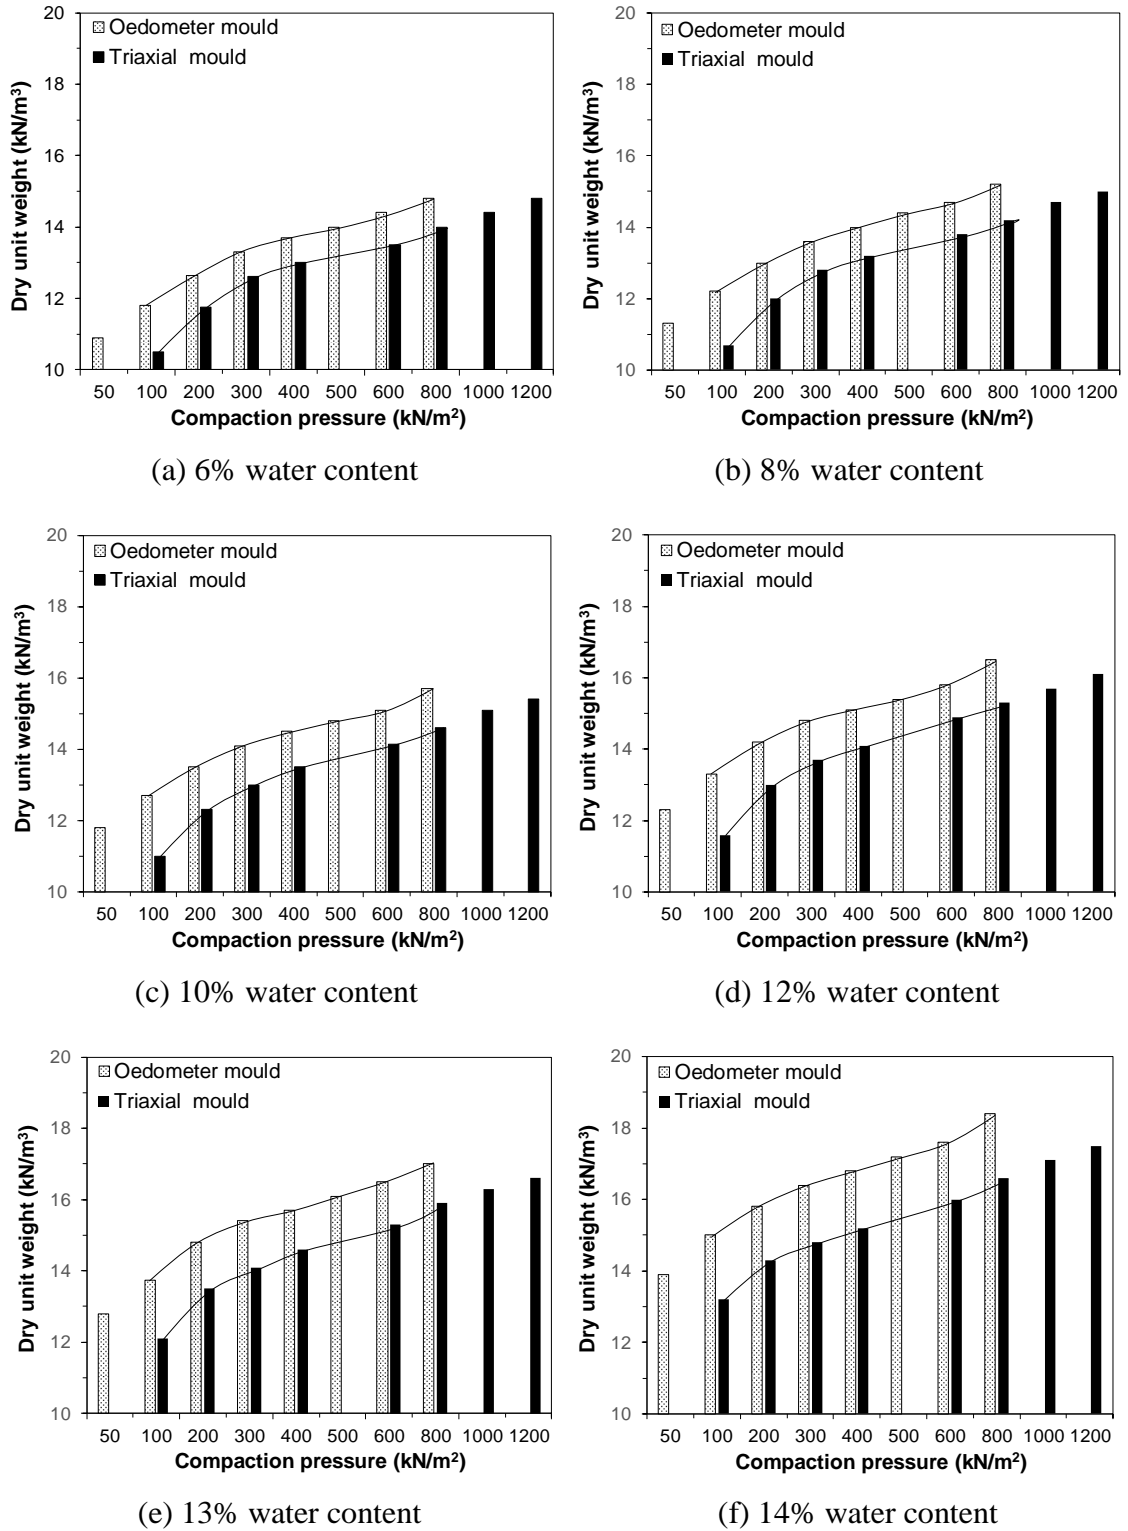 20
18
16
14
12
10
Dry unit weight (kN/m³)
Oedometer mould
Triaxial mould
50 100 200 300 400 500 600 800 1000 1200
Compaction pressure (kN/m²)
(a) 6% water content
20
18
16
14
12
10
Dry unit weight (kN/m³)
Oedometer mould
Triaxial mould
50 100 200 300 400 500 600 800 1000 1200
Compaction pressure (kN/m²)
(b) 8% water content
20
18
16
14
12
10
Dry unit weight (kN/m³)
Oedometer mould
Triaxial mould
50 100 200 300 400 500 600 800 1000 1200
Compaction pressure (kN/m²)
(c) 10% water content
20
18
16
14
12
10
Dry unit weight (kN/m³)
Oedometer mould
Triaxial mould
50 100 200 300 400 500 600 800 1000 1200
Compaction pressure (kN/m²)
(d) 12% water content
20
18
16
14
12
10
Dry unit weight (kN/m³)
Oedometer mould
Triaxial mould
50 100 200 300 400 500 600 800 1000 1200
Compaction pressure (kN/m²)
(e) 13% water content
20
18
16
14
12
10
Dry unit weight (kN/m³)
Oedometer mould
Triaxial mould
50 100 200 300 400 500 600 800 1000 1200
Compaction pressure (kN/m²)
(f) 14% water content